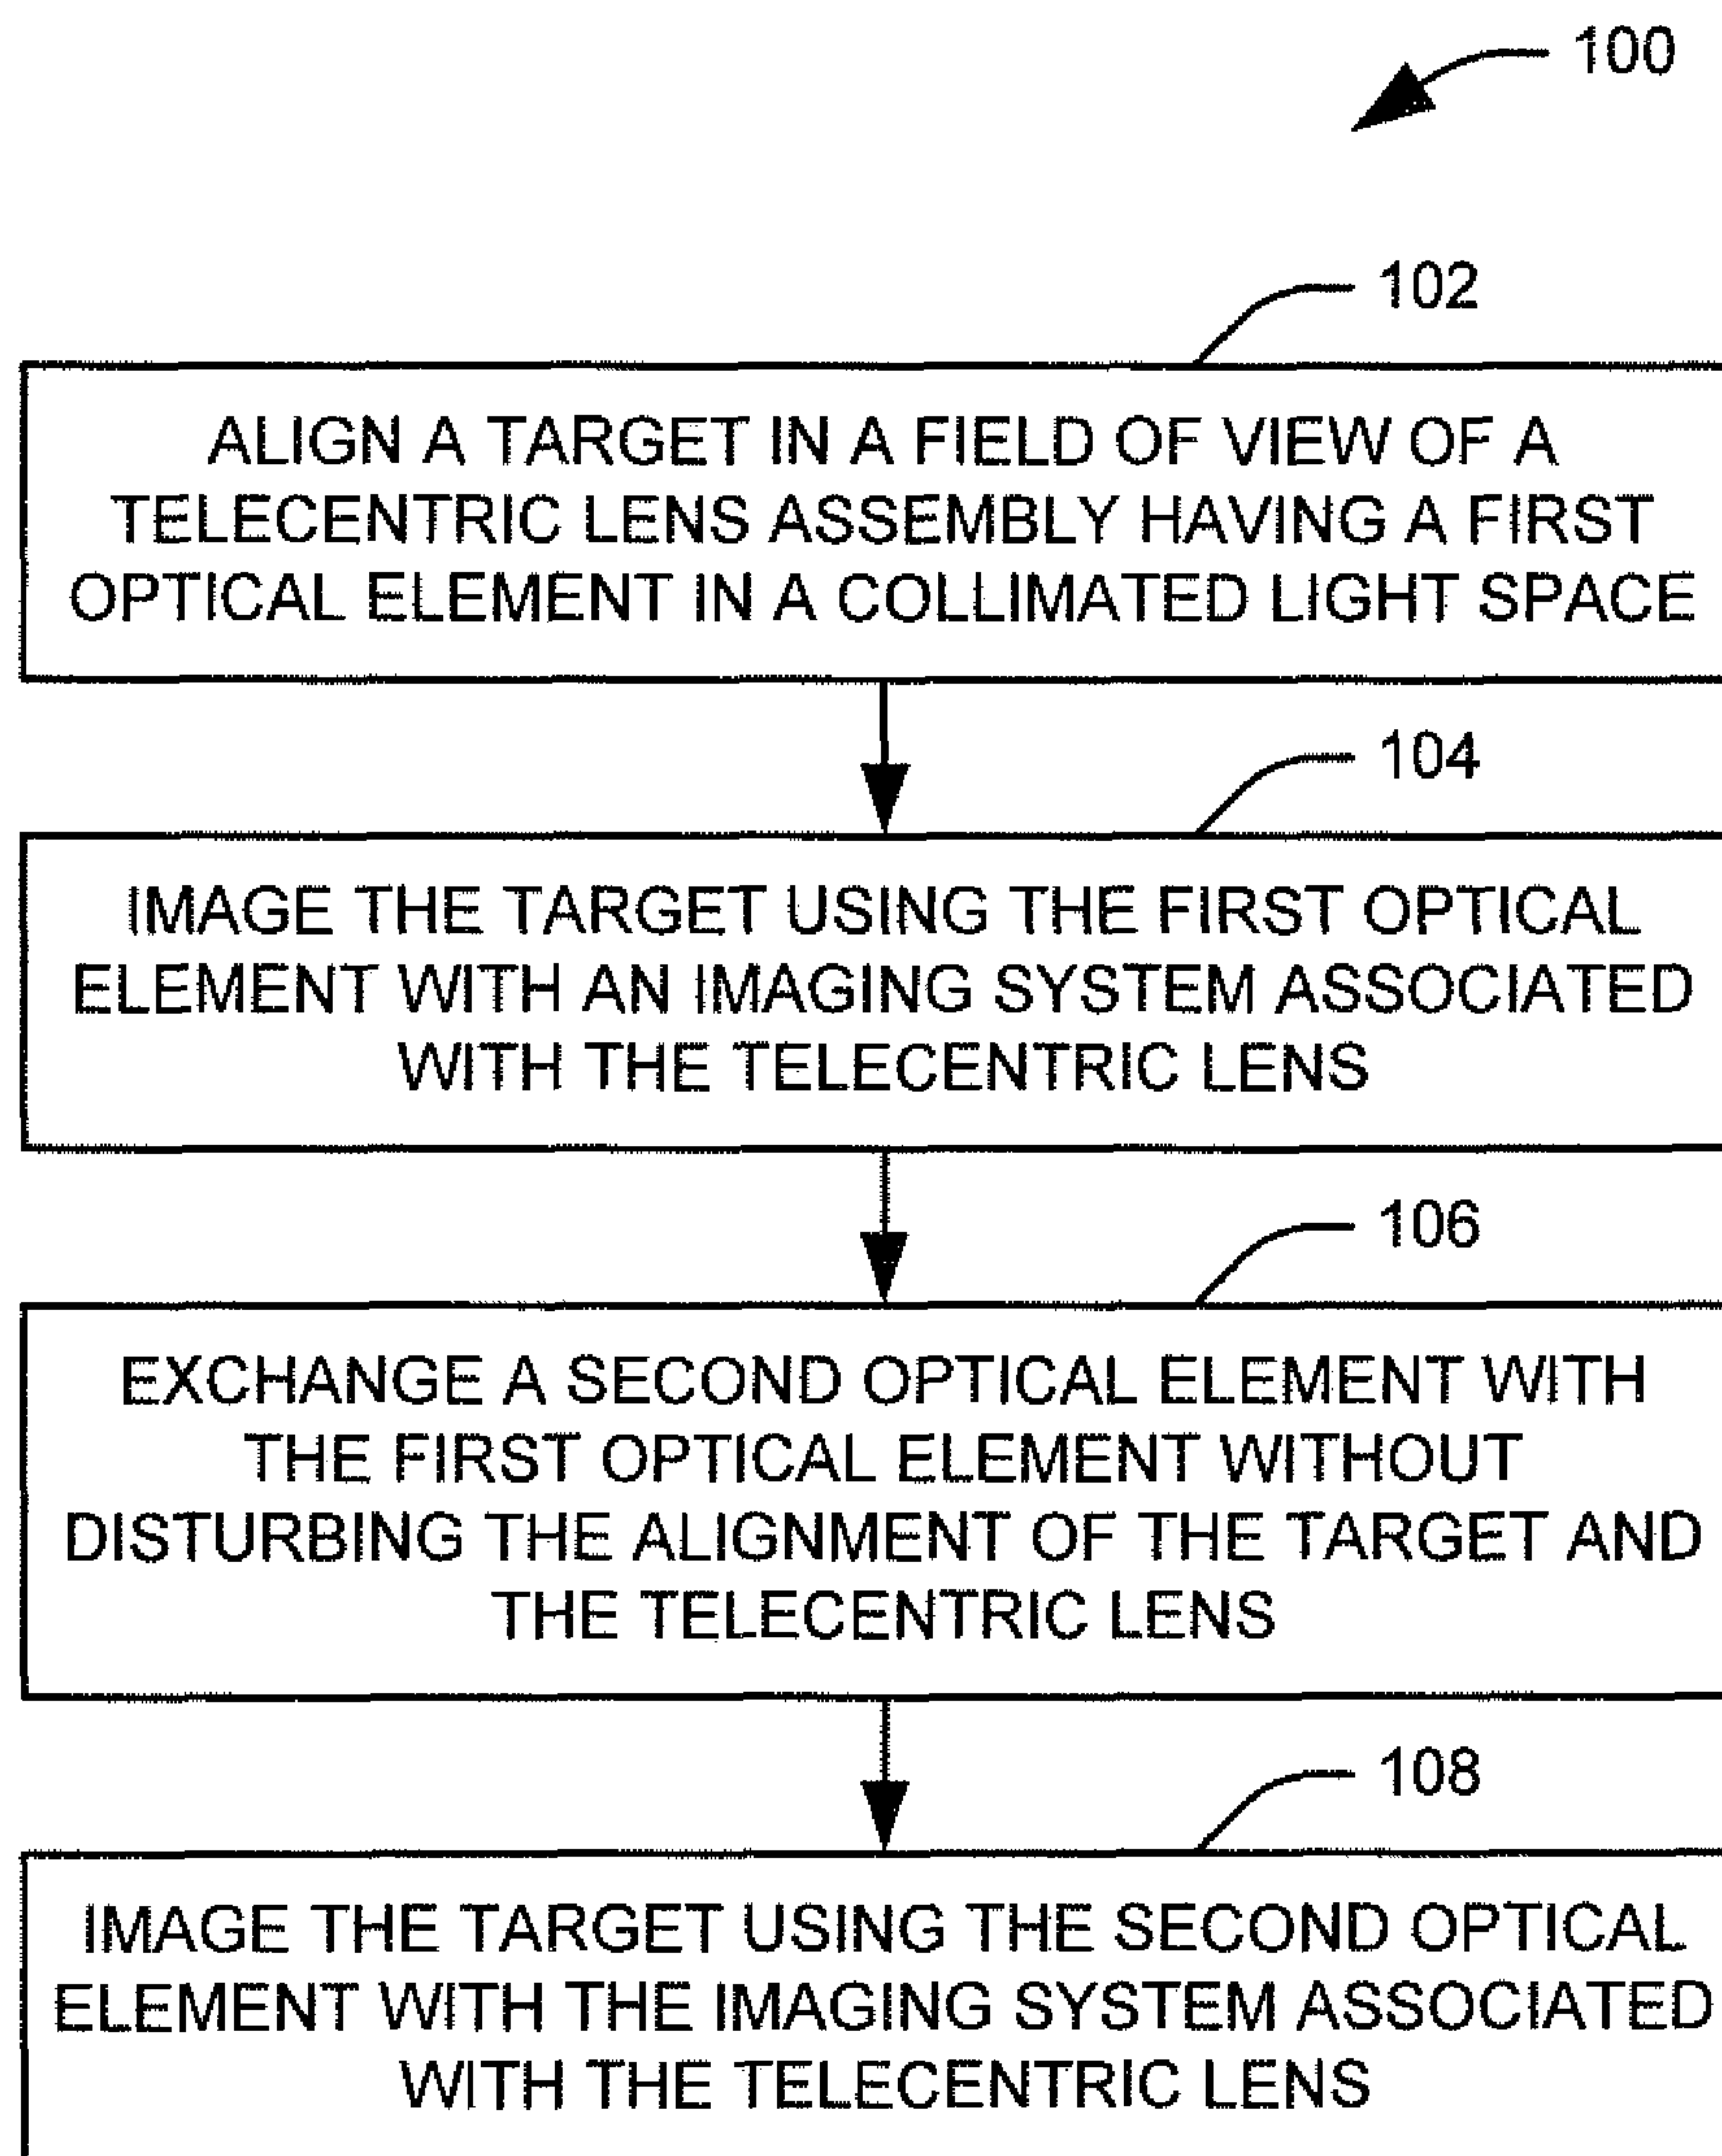 100
102
ALIGN A TARGET IN A FIELD OF VIEW OF A
TELECENTRIC LENS ASSEMBLY HAVING A FIRST
OPTICAL ELEMENT IN A COLLIMATED LIGHT SPACE
104
IMAGE THE TARGET USING THE FIRST OPTICAL
ELEMENT WITH AN IMAGING SYSTEM ASSOCIATED
WITH THE TELECENTRIC LENS
106
EXCHANGE A SECOND OPTICAL ELEMENT WITH
THE FIRST OPTICAL ELEMENT WITHOUT
DISTURBING THE ALIGNMENT OF THE TARGET AND
THE TELECENTRIC LENS
108
IMAGE THE TARGET USING THE SECOND OPTICAL
ELEMENT WITH THE IMAGING SYSTEM ASSOCIATED
WITH THE TELECENTRIC LENS